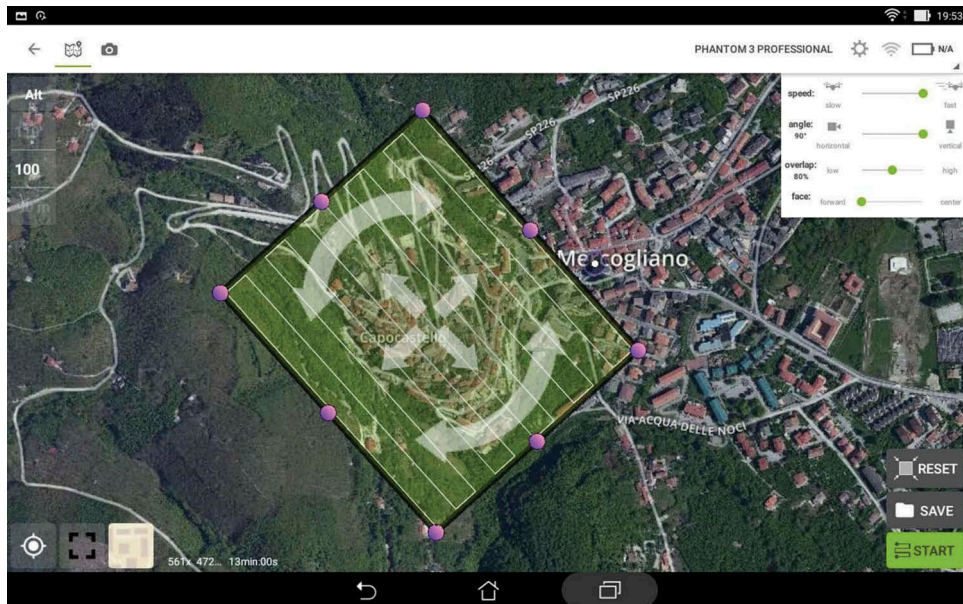 19:53
PHANTOM 3 PROFESSIONAL
N/A
Alt
100
speed:
slow
fast
angle:
90°
horizontal
vertical
overlap:
80%
low
high
face:
forward
center
SP226
SP226
Mercogliano
Capocastello
VIA ACQUA DELLE NOCI
RESET
SAVE
START
13min:00s